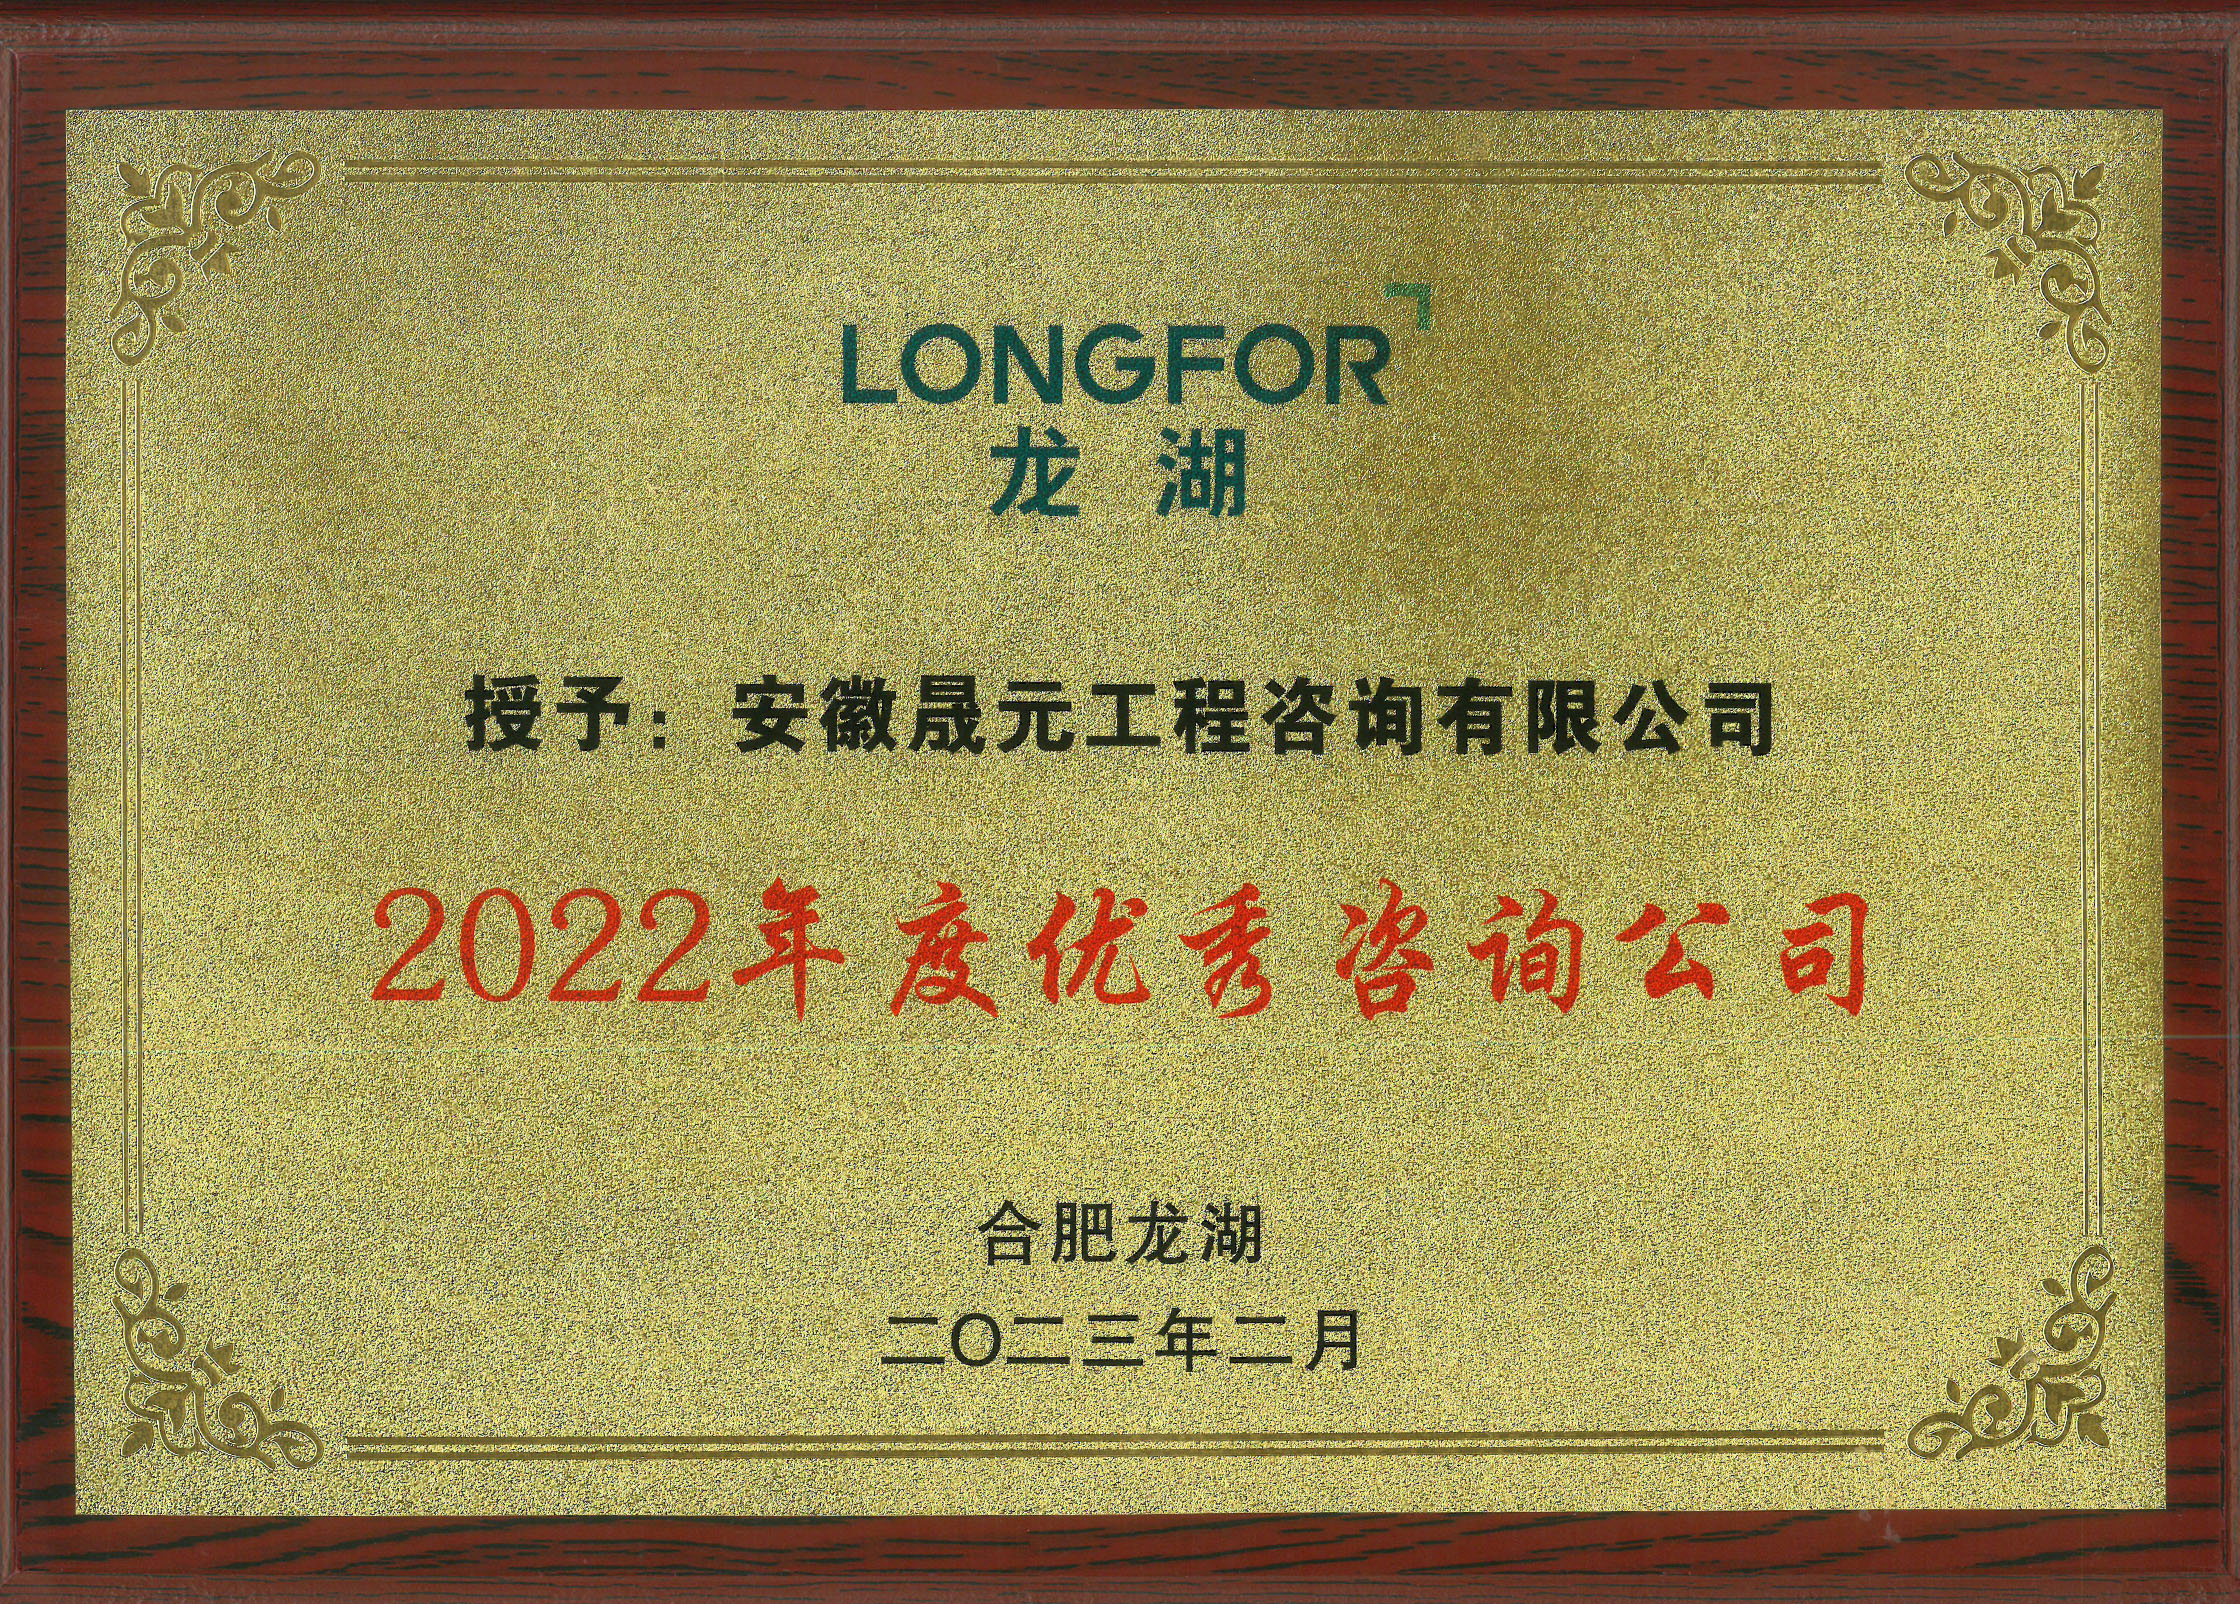 LONGFOR
龙湖
授予：安徽晟元工程咨询有限公司
2022年度优秀咨询公司
合肥龙湖
二〇二三年二月